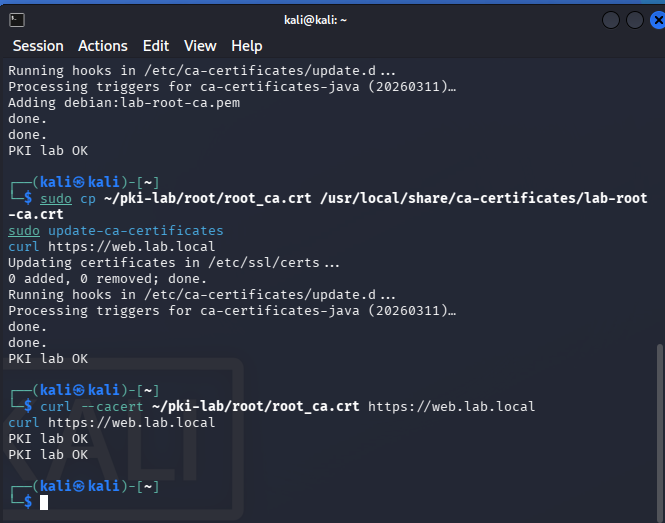 kali@kali: ~
Session Actions Edit View Help
Running hooks in /etc/ca-certificates/update.d...
Processing triggers for ca-certificates-java (20260311)…
Adding debian:lab-root-ca.pem
done.
done.
PKI lab OK
┌──(kali㉿kali)-[~]
└─$ sudo cp ~/pki-lab/root/root_ca.crt /usr/local/share/ca-certificates/lab-root
-ca.crt
sudo update-ca-certificates
curl https://web.lab.local
Updating certificates in /etc/ssl/certs...
0 added, 0 removed; done.
Running hooks in /etc/ca-certificates/update.d...
Processing triggers for ca-certificates-java (20260311)…
done.
done.
PKI lab OK
┌──(kali㉿kali)-[~]
└─$ curl --cacert ~/pki-lab/root/root_ca.crt https://web.lab.local
curl https://web.lab.local
PKI lab OK
PKI lab OK
┌──(kali㉿kali)-[~]
└─$